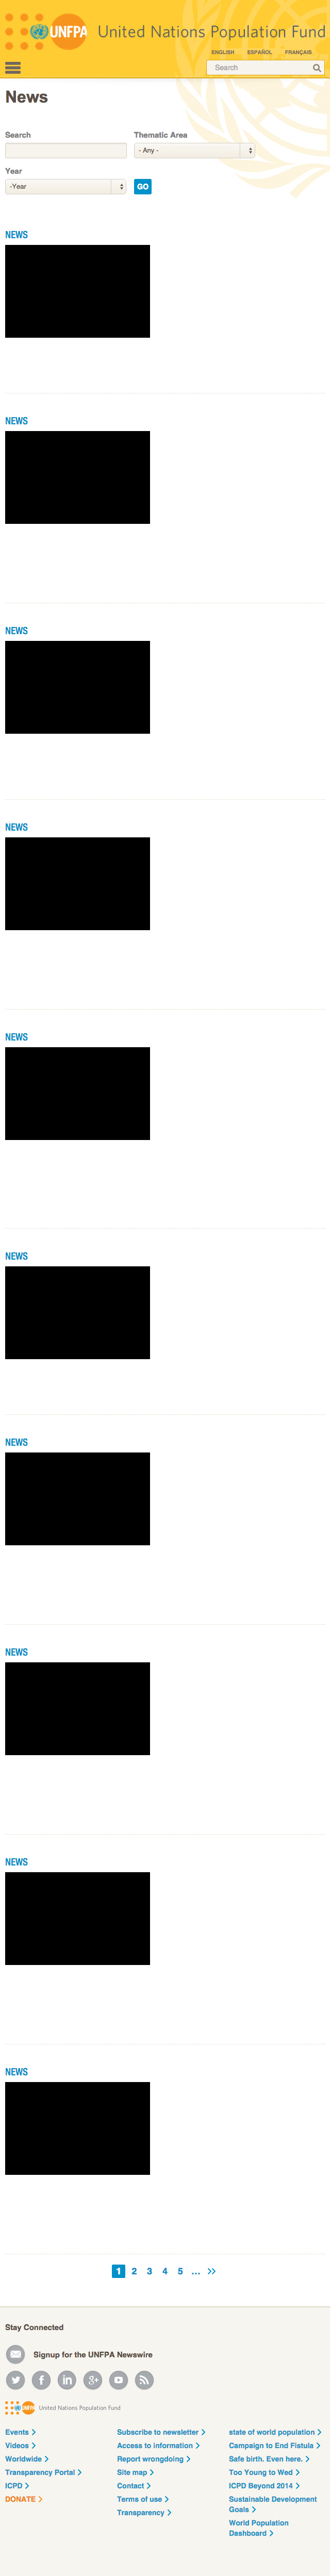 UNFPA United Nations Population Fund
ENGLISH ESPAÑOL FRANÇAIS
Search
News
Search Thematic Area
- Any -
Year
-Year GO
NEWS
NEWS
NEWS
NEWS
NEWS
NEWS
NEWS
NEWS
NEWS
NEWS
1 2 3 4 5 ... >>
Stay Connected
Signup for the UNFPA Newswire
UNFPA United Nations Population Fund
Events Subscribe to newsletter state of world population
Videos Access to information Campaign to End Fistula
Worldwide Report wrongdoing Safe birth. Even here.
Transparency Portal Site map Too Young to Wed
ICPD Contact ICPD Beyond 2014
DONATE Terms of use Sustainable Development
Goals
Transparency World Population
Dashboard